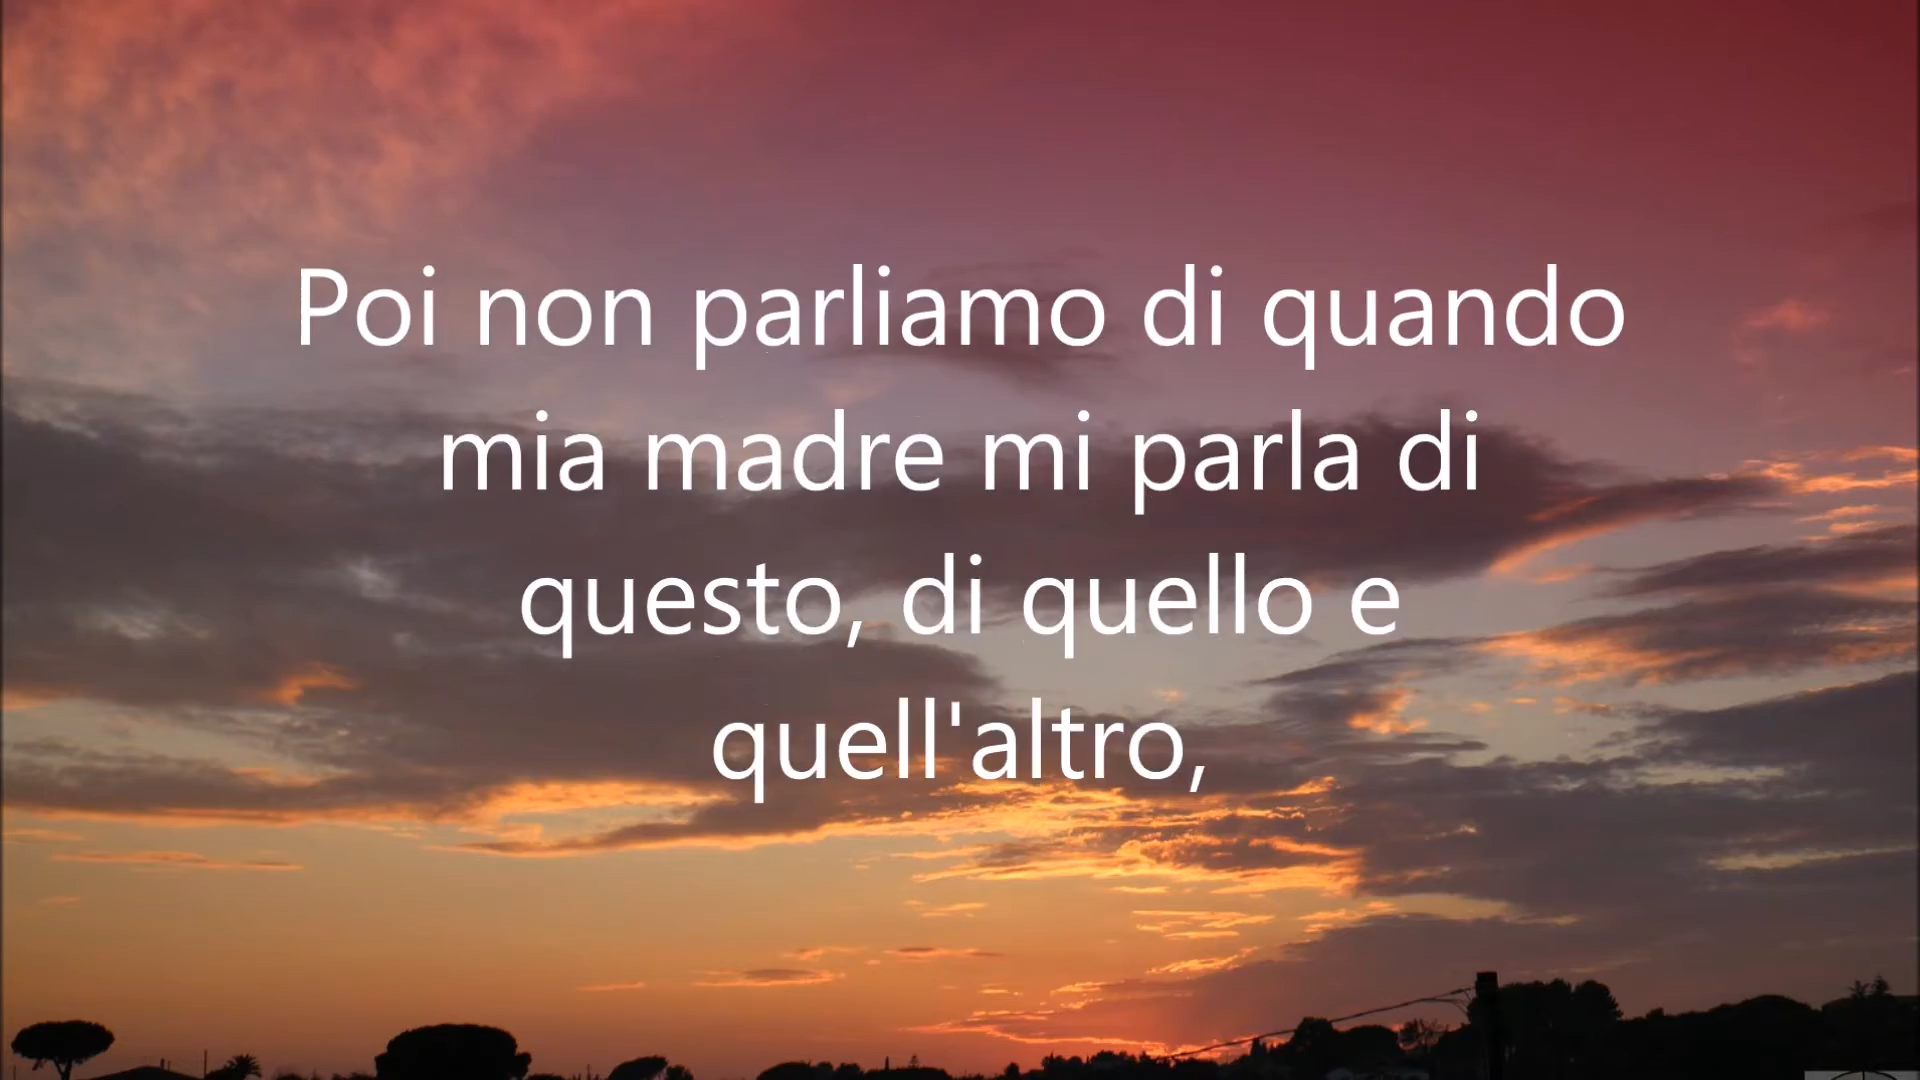 Poi non parliamo di quando
mia madre mi parla di
questo, di quello e
quell'altro,